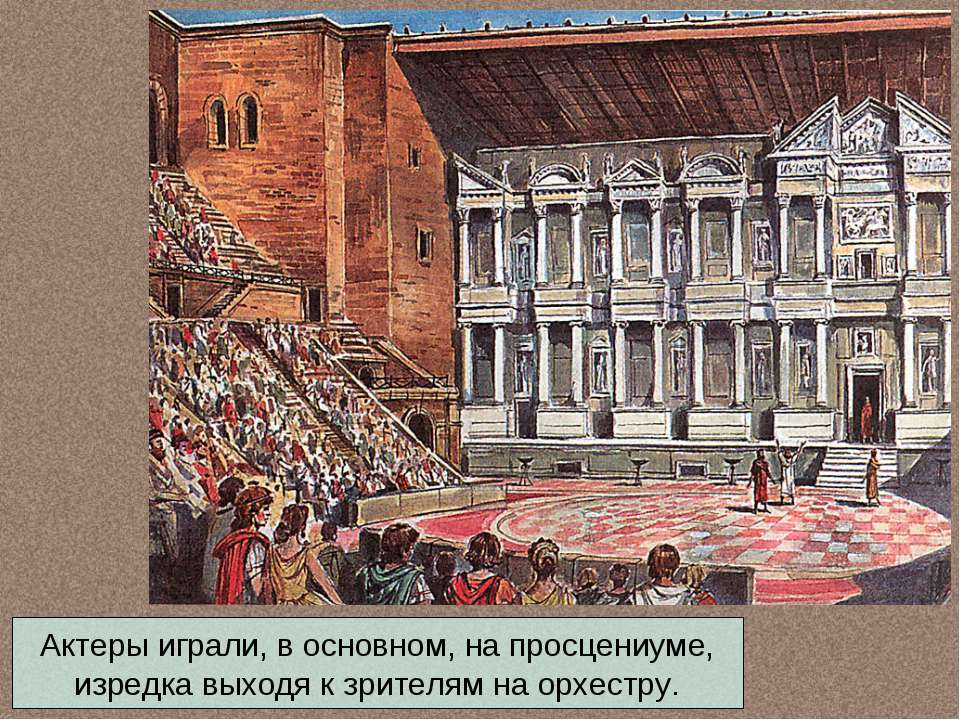 Актеры играли, в основном, на просцениуме,
изредка выходя к зрителям на орхестру.